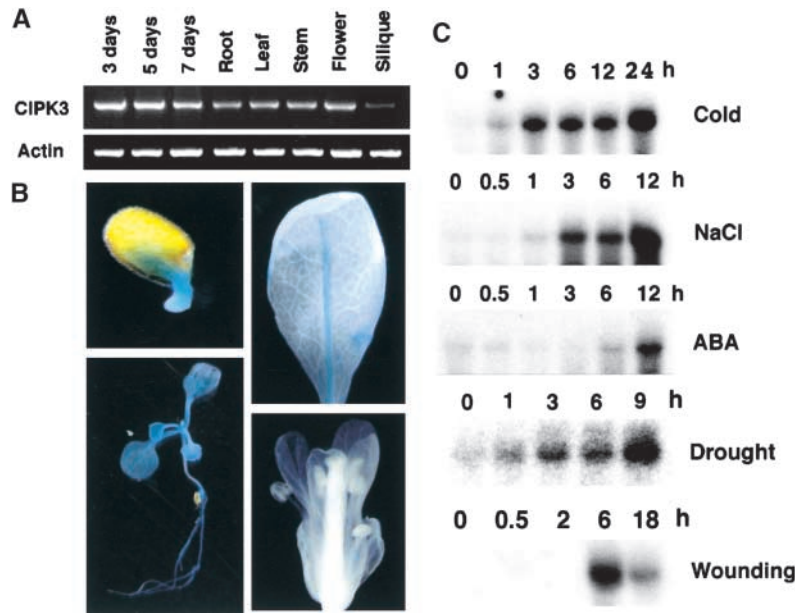 A
3 days 5 days 7 days Root Leaf Stem Flower Silique
CIPK3
Actin
B
C
0 1 3 6 12 24 h
Cold
0 0.5 1 3 6 12 h
NaCl
0 0.5 1 3 6 12 h
ABA
0 1 3 6 9 h
Drought
0 0.5 2 6 18 h
Wounding